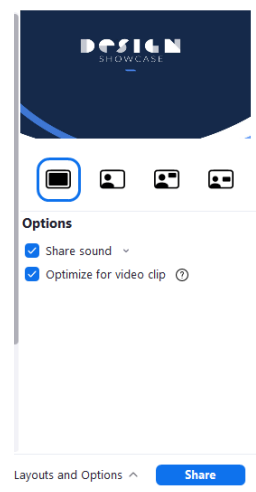 DESIGN
SHOWCASE
Options
Share sound
Optimize for video clip ?
Layouts and Options
Share